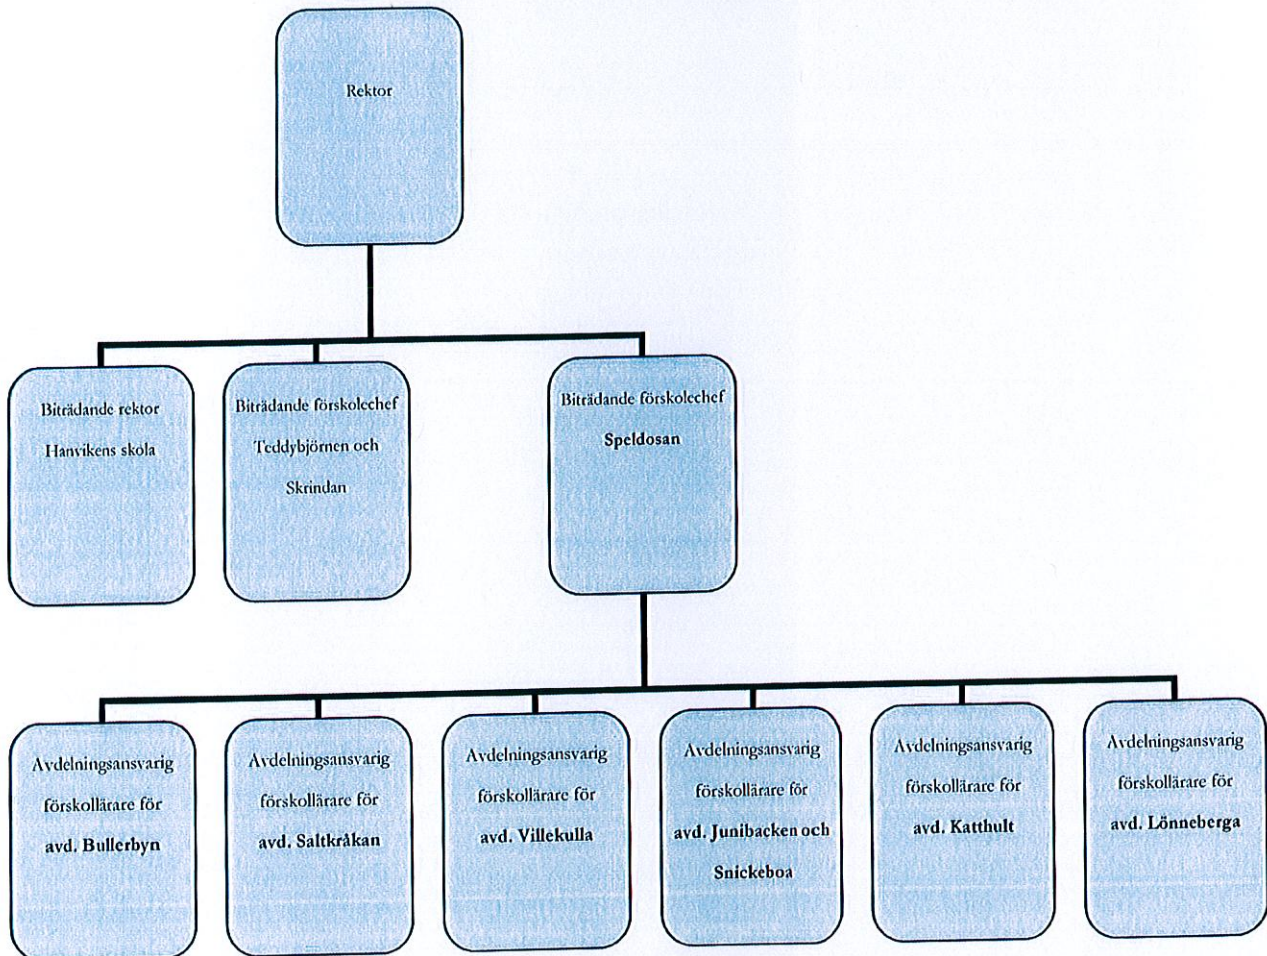 Rektor
Biträdande rektor
Hanvikens skola
Biträdande förskolechef
Teddybjörnen och
Skrindan
Biträdande förskolechef
Speldosan
Avdelningsansvarig
förskollärare för
avd. Bullerbyn
Avdelningsansvarig
förskollärare för
avd. Saltkråkan
Avdelningsansvarig
förskollärare för
avd. Villekulla
Avdelningsansvarig
förskollärare för
avd. Junibacken och
Snickeboa
Avdelningsansvarig
förskollärare för
avd. Katthult
Avdelningsansvarig
förskollärare för
avd. Lönneberga